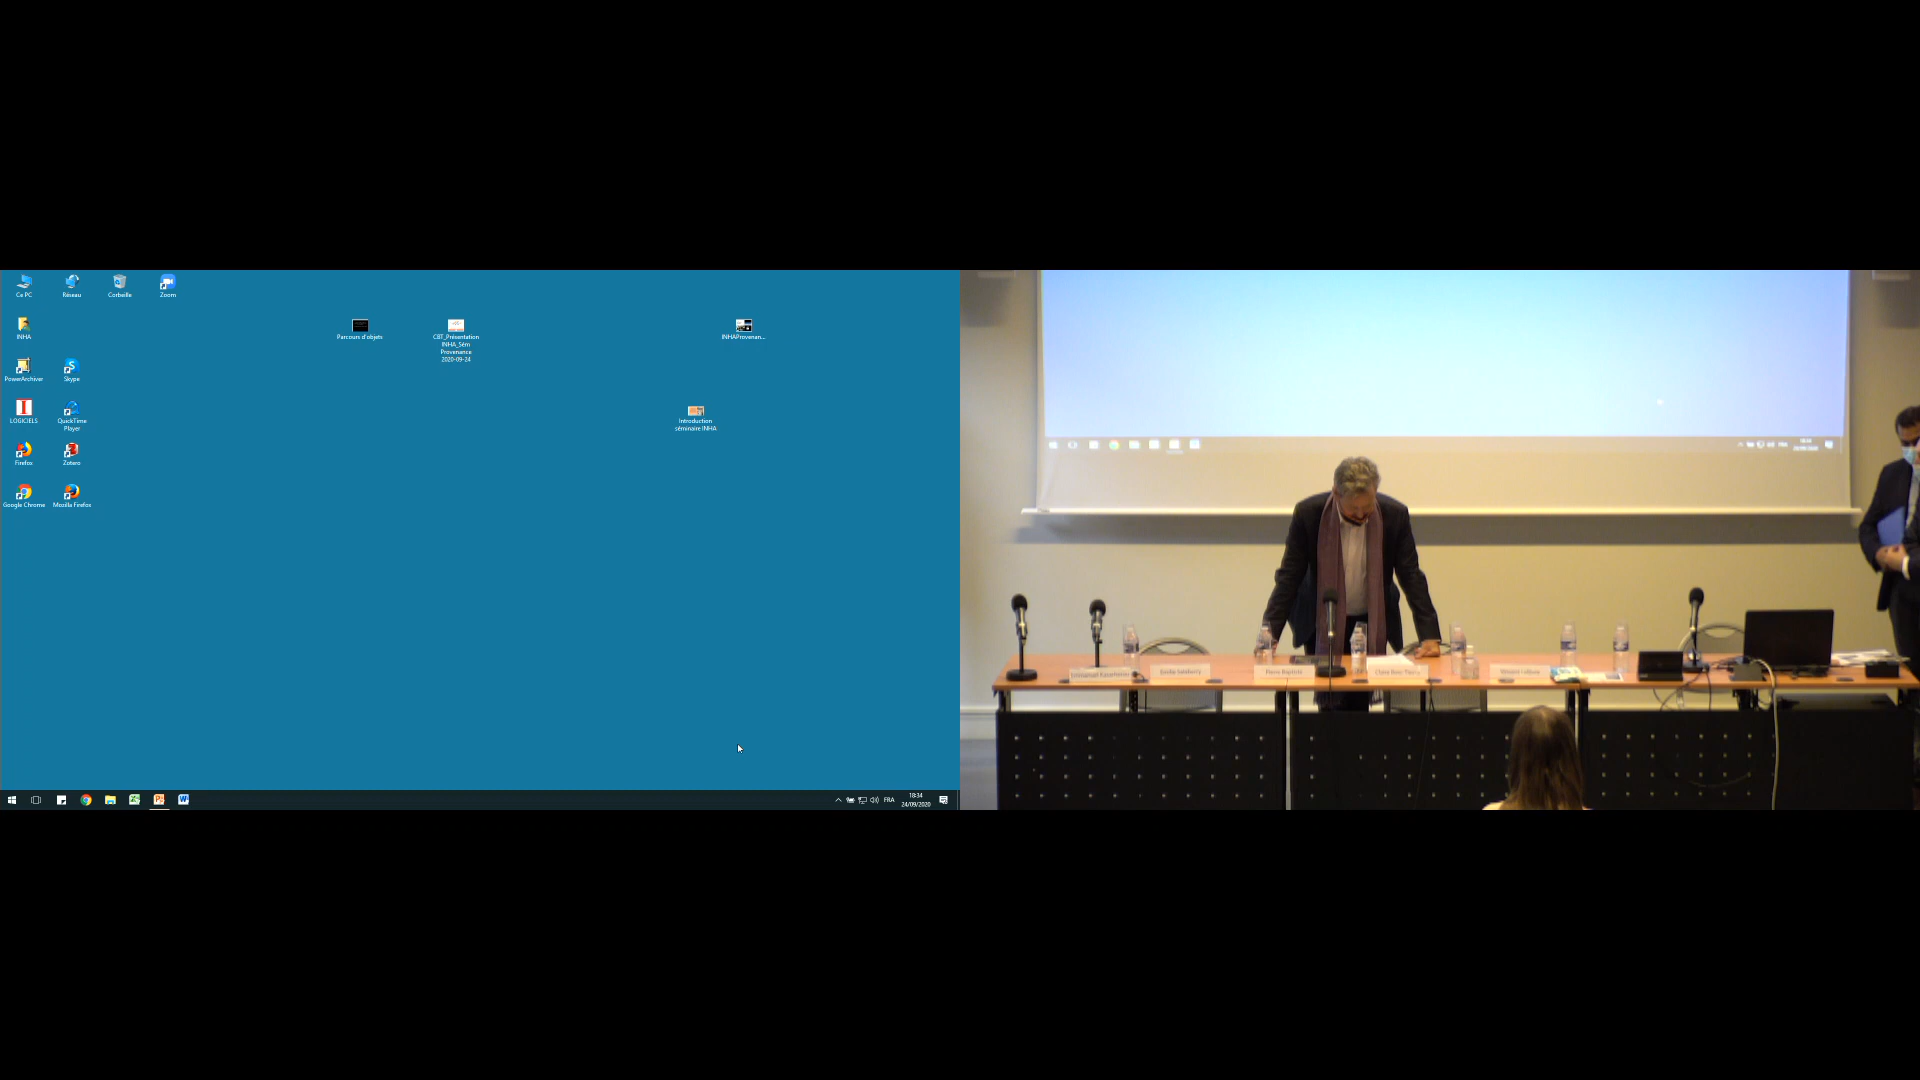 Ce PC
Réseau
Corbeille
Zoom
INHA
Parcours d'objets
CBT_Présentation
INHA_Sém
Provenance
2020-09-24
INHAProvenan...
PowerArchiver
Skype
LOGICIELS
QuickTime
Player
Introduction
séminaire INHA
Firefox
Zotero
Google Chrome
Mozilla Firefox
FRA
18:34
24/09/2020